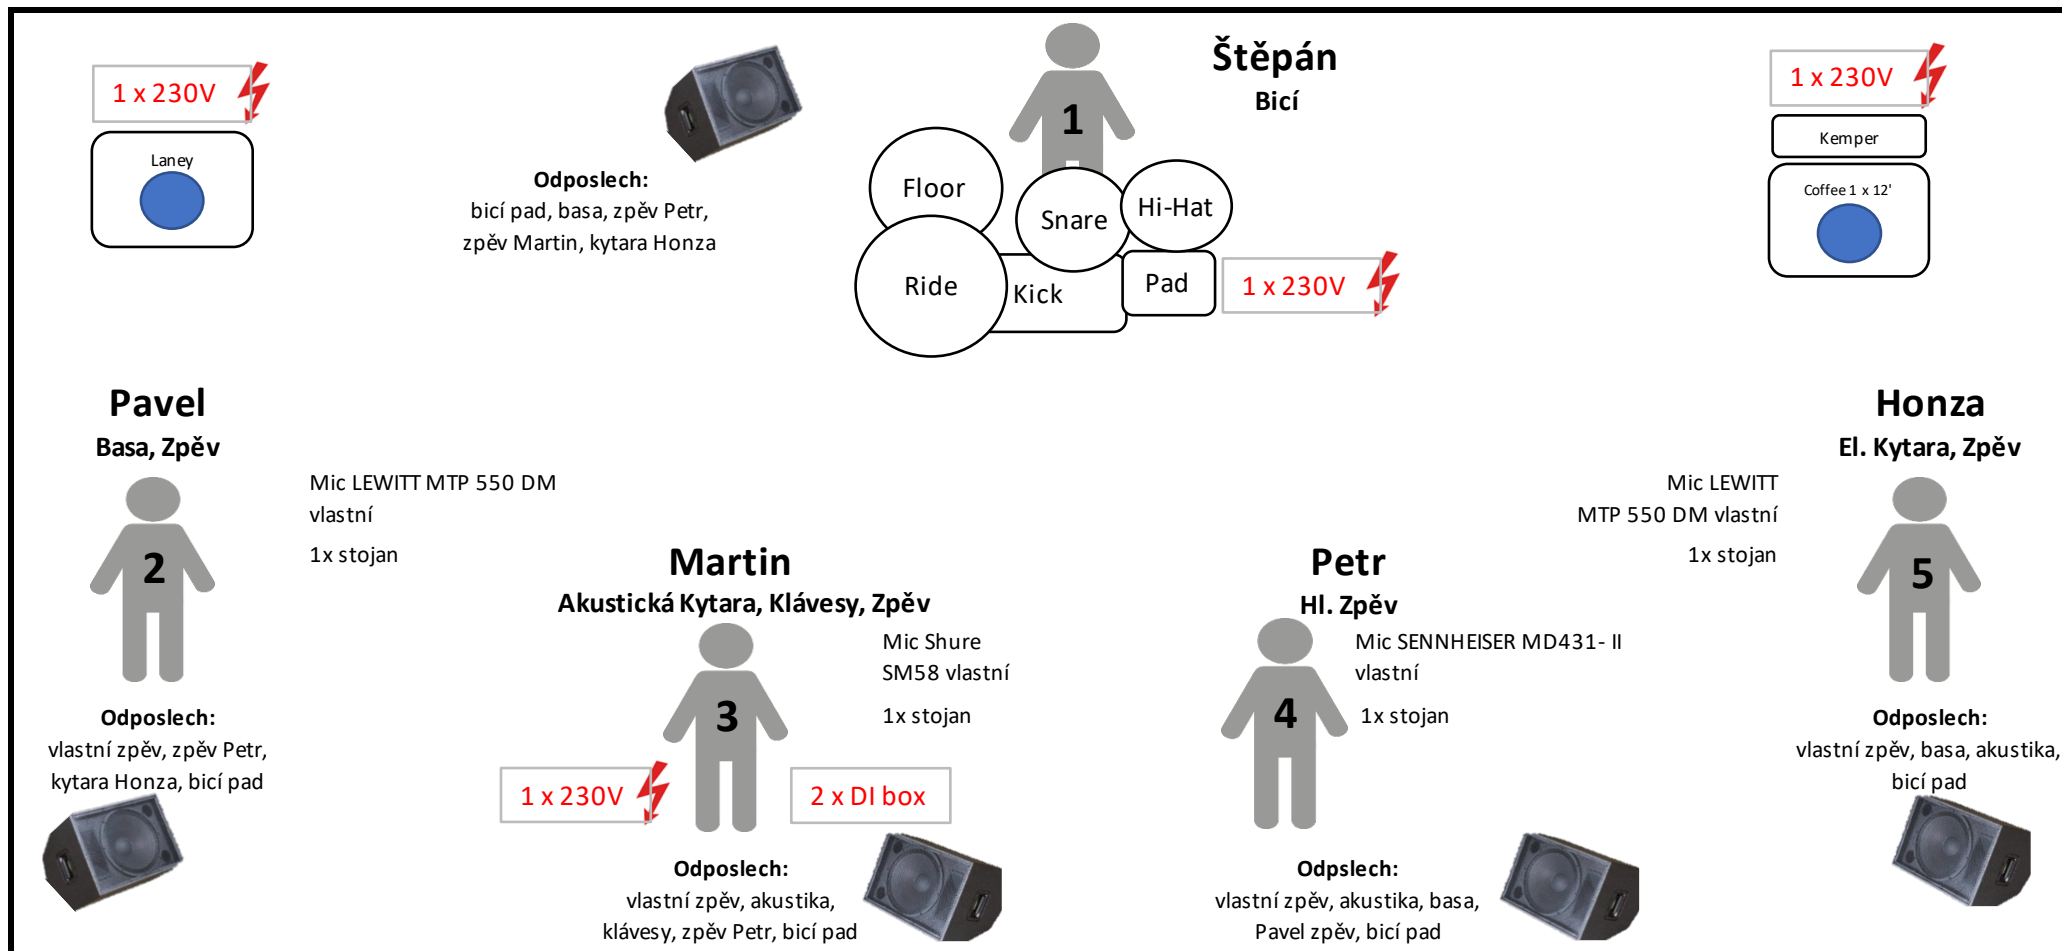 1 x 230V
Laney
Odposlech:
bicí pad, basa, zpěv Petr,
zpěv Martin, kytara Honza
Štěpán
Bicí
1
Floor
Snare
Hi-Hat
Ride
Kick
Pad
1 x 230V
1 x 230V
Kemper
Coffee 1 x 12'
Pavel
Basa, Zpěv
2
Mic LEWITT MTP 550 DM
vlastní
1x stojan
Odposlech:
vlastní zpěv, zpěv Petr,
kytara Honza, bicí pad
Martin
Akustická Kytara, Klávesy, Zpěv
3
Mic Shure
SM58 vlastní
1x stojan
1 x 230V
2 x DI box
Odposlech:
vlastní zpěv, akustika,
klávesy, zpěv Petr, bicí pad
Petr
Hl. Zpěv
4
Mic SENNHEISER MD431- II
vlastní
1x stojan
Odpslech:
vlastní zpěv, akustika, basa,
Pavel zpěv, bicí pad
Honza
El. Kytara, Zpěv
Mic LEWITT
MTP 550 DM vlastní
1x stojan
5
Odposlech:
vlastní zpěv, basa, akustika,
bicí pad